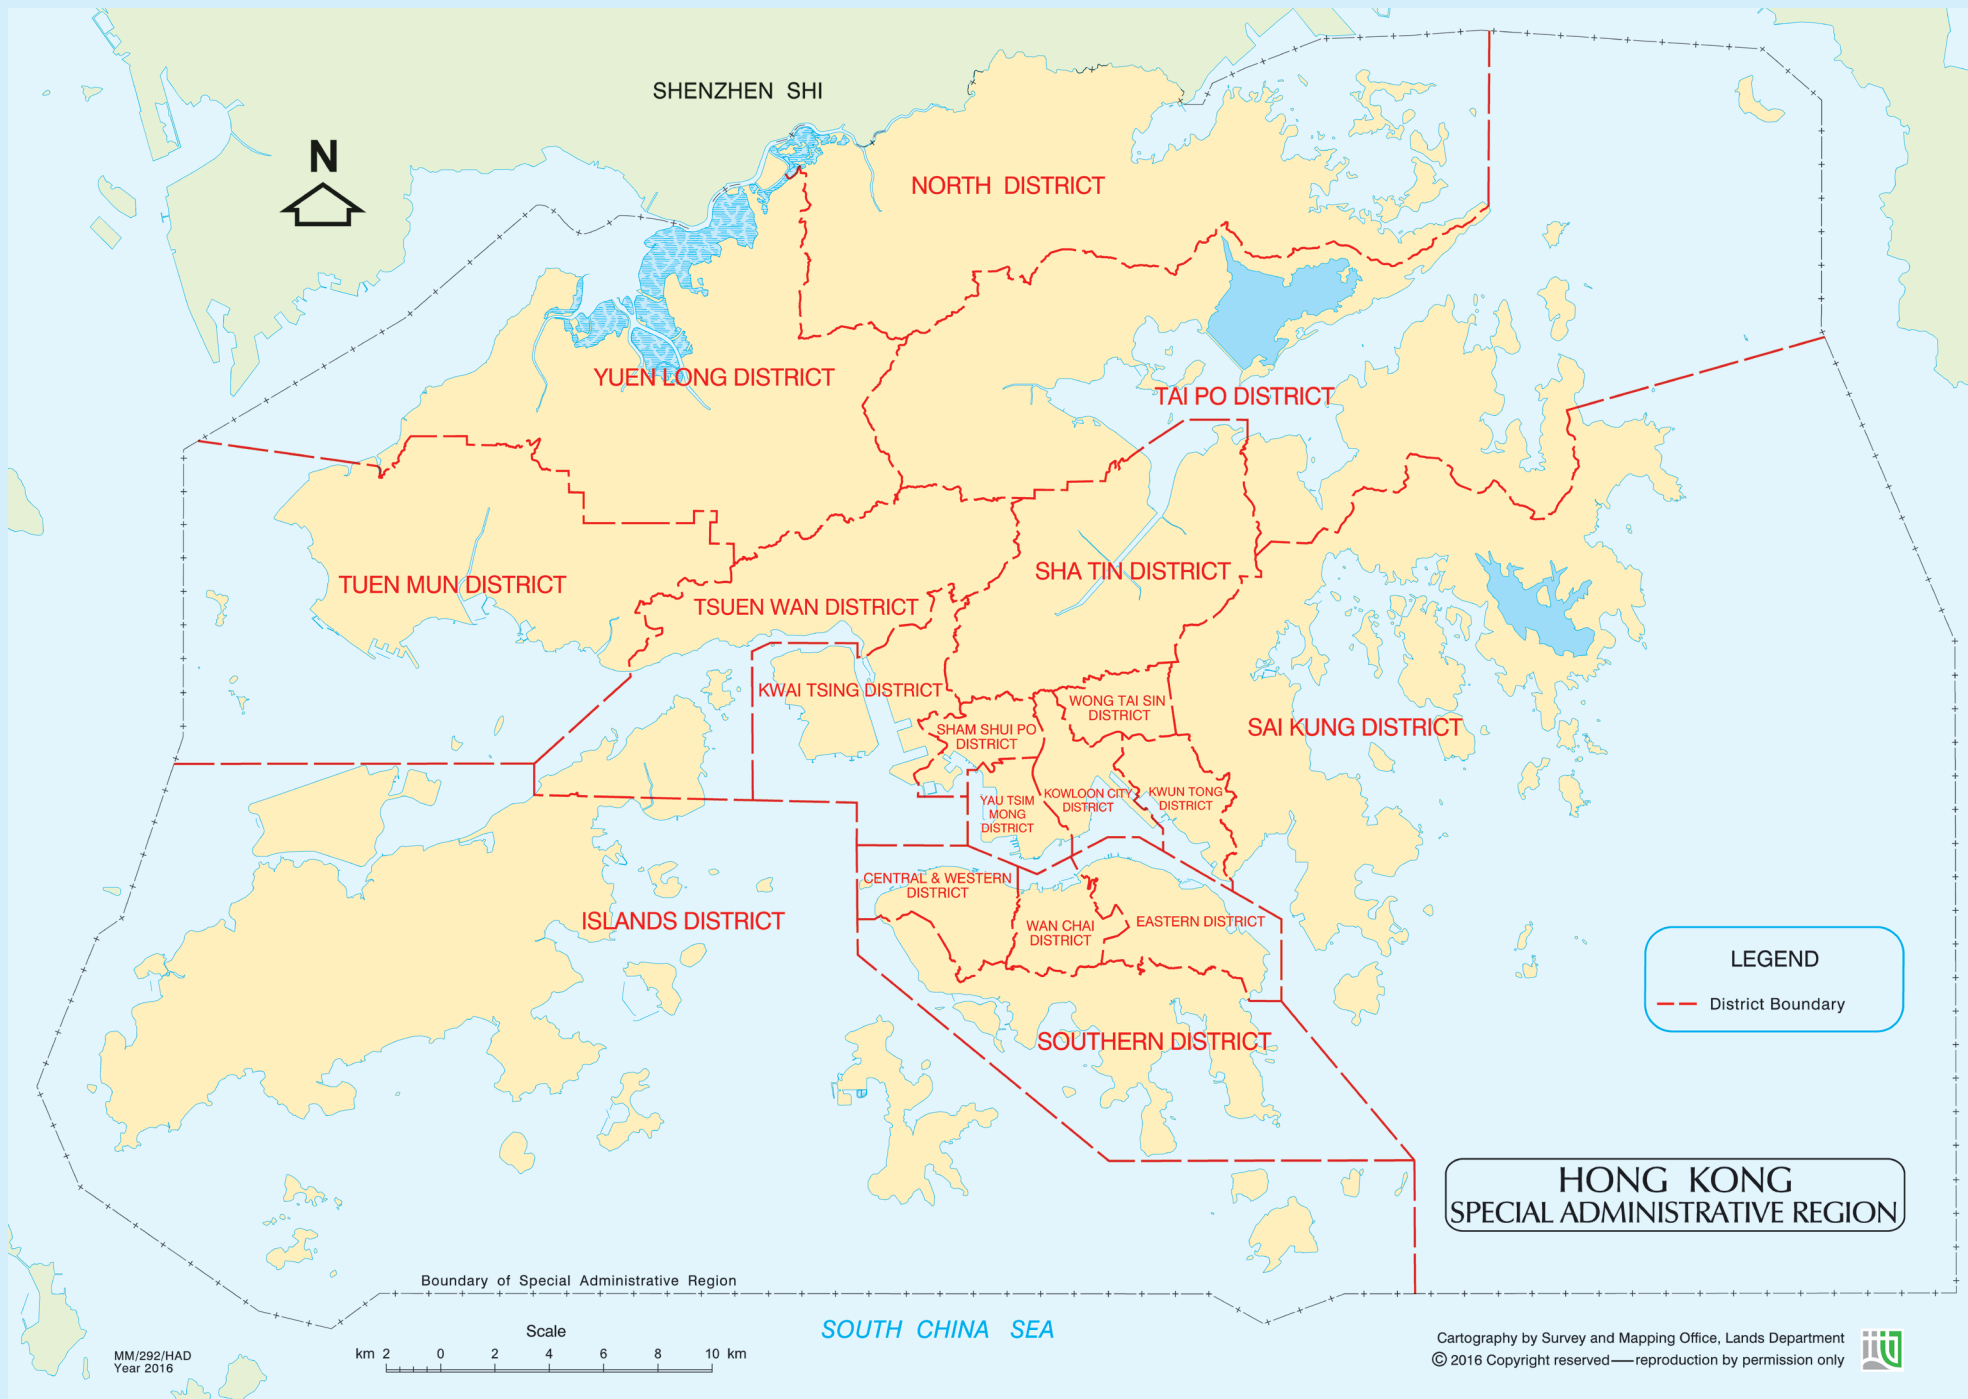 SHENZHEN SHI
N
NORTH DISTRICT
YUEN LONG DISTRICT
TAI PO DISTRICT
TUEN MUN DISTRICT
TSUEN WAN DISTRICT
SHA TIN DISTRICT
KWAI TSING DISTRICT
WONG TAI SIN
DISTRICT
SHAM SHUI PO
DISTRICT
SAI KUNG DISTRICT
YAU TSIM
MONG
DISTRICT
KOWLOON CITY
DISTRICT
KWUN TONG
DISTRICT
CENTRAL & WESTERN
DISTRICT
ISLANDS DISTRICT
WAN CHAI
DISTRICT
EASTERN DISTRICT
SOUTHERN DISTRICT
LEGEND
District Boundary
HONG KONG
SPECIAL ADMINISTRATIVE REGION
Boundary of Special Administrative Region
SOUTH CHINA SEA
Scale
km 2 0 2 4 6 8 10 km
MM/292/HAD
Year 2016
Cartography by Survey and Mapping Office, Lands Department
© 2016 Copyright reserved — reproduction by permission only